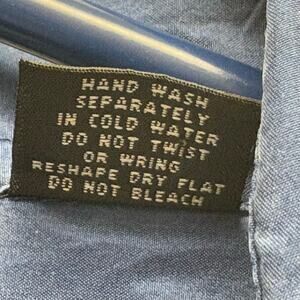 HAND WASH
SEPARATELY
IN COLD WATER
DO NOT TWIST
OR WRING
RESHAPE DRY FLAT
DO NOT BLEACH